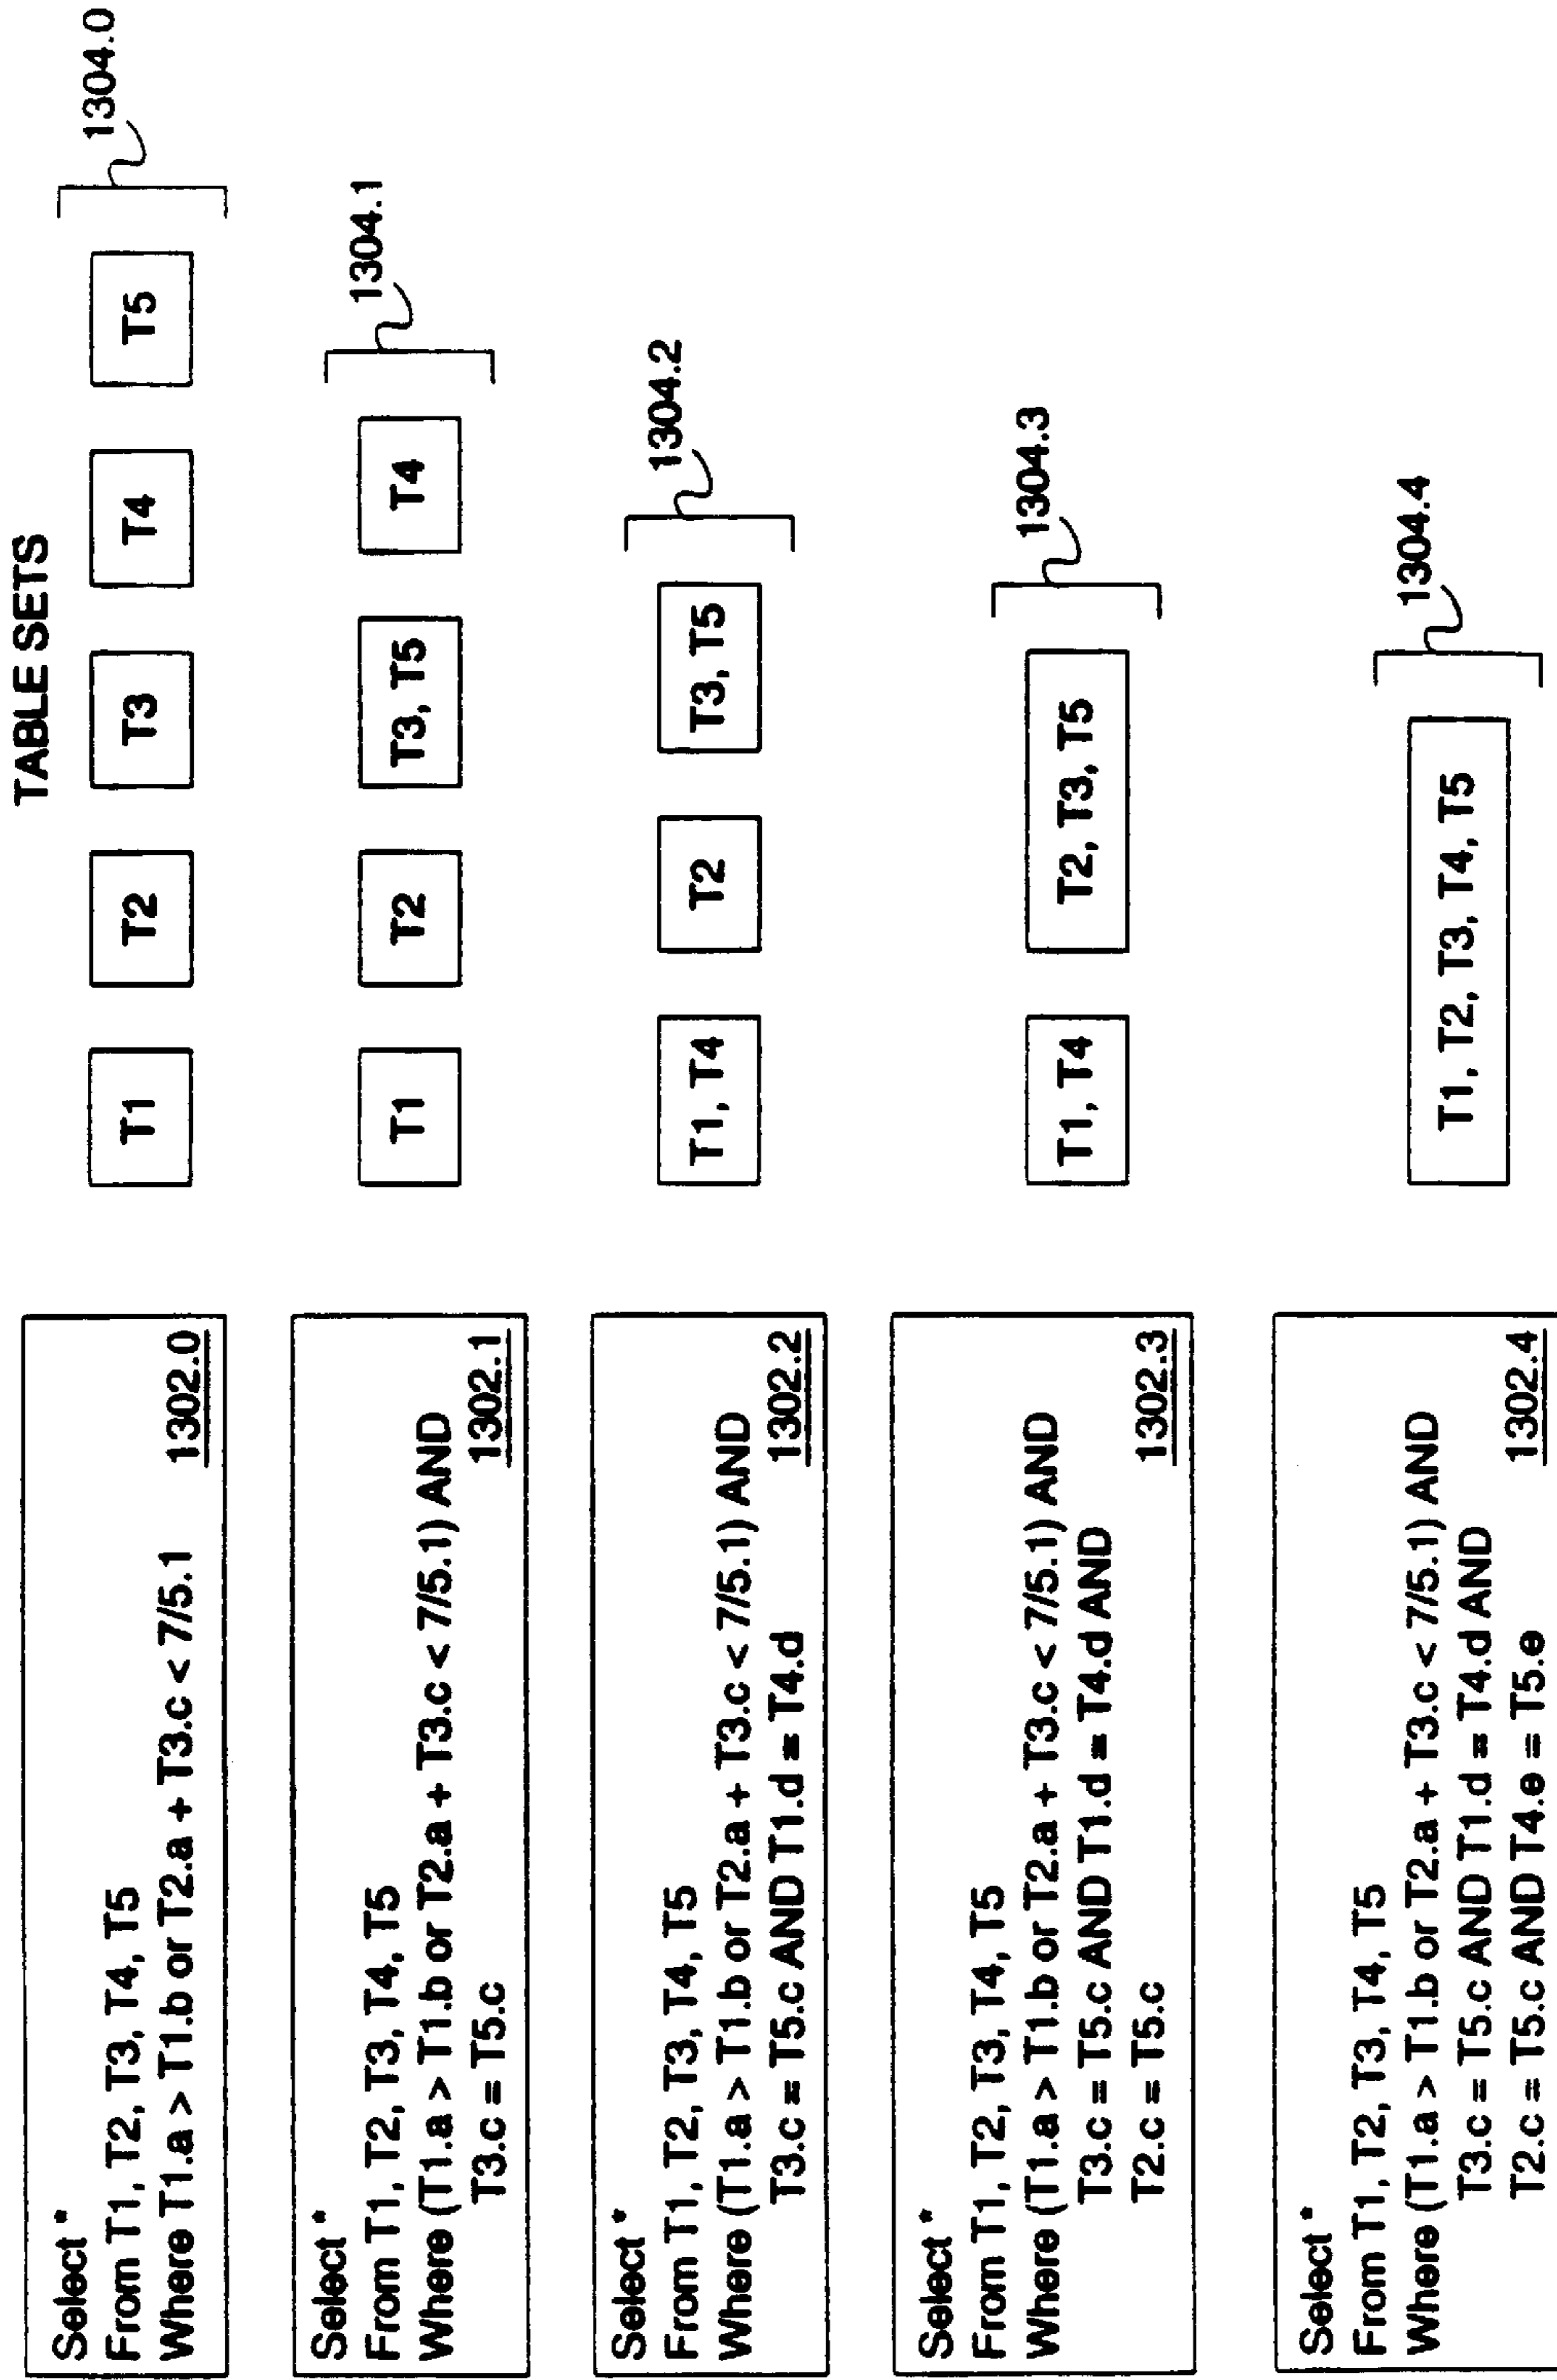 TABLE SETS
Select *
From T1, T2, T3, T4, T5
Where T1.a > T1.b or T2.a + T3.c < 7/5.1
1302.0
T1
T2
T3
T4
T5
1304.0
Select *
From T1, T2, T3, T4, T5
Where (T1.a > T1.b or T2.a + T3.c < 7/5.1) AND
T3.c = T5.c
1302.1
T1
T2
T3, T5
T4
1304.1
Select *
From T1, T2, T3, T4, T5
Where (T1.a > T1.b or T2.a + T3.c < 7/5.1) AND
T3.c = T5.c AND T1.d = T4.d
1302.2
T1, T4
T2
T3, T5
1304.2
Select *
From T1, T2, T3, T4, T5
Where (T1.a > T1.b or T2.a + T3.c < 7/5.1) AND
T3.c = T5.c AND T1.d = T4.d AND
T2.c = T5.c
1302.3
T1, T4
T2, T3, T5
1304.3
Select *
From T1, T2, T3, T4, T5
Where (T1.a > T1.b or T2.a + T3.c < 7/5.1) AND
T3.c = T5.c AND T1.d = T4.d AND
T2.c = T5.c AND T4.e = T5.e
1302.4
T1, T2, T3, T4, T5
1304.4